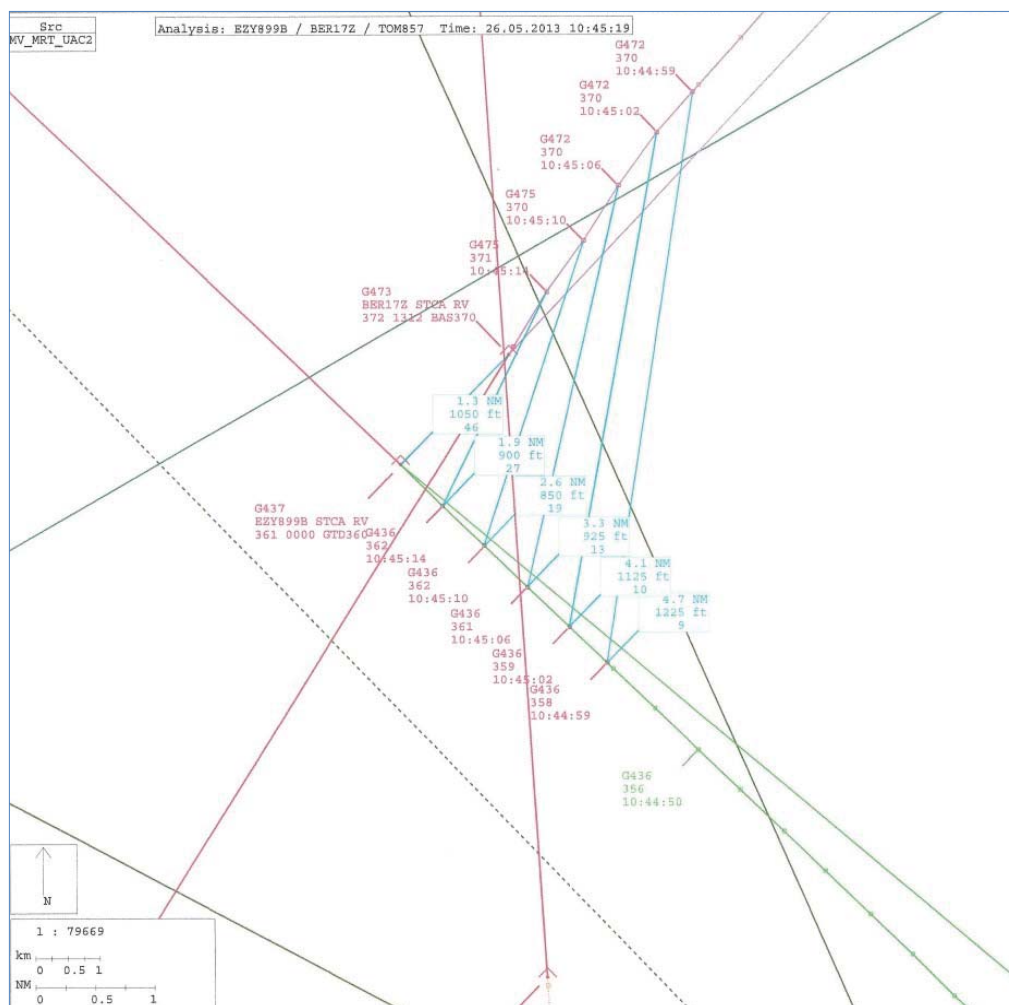 Src
MV_MRT_UAC2
Analysis: EZY899B / BER17Z / TOM857 Time: 26.05.2013 10:45:19
G472
370
10:44:59
G472
370
10:45:02
G472
370
10:45:06
G475
370
10:45:10
G475
371
10:45:14
G473
BER17Z STCA RV
372 1312 BAS370
1.3 NM
1050 ft
46
1.9 NM
900 ft
27
2.6 NM
850 ft
19
3.3 NM
925 ft
13
4.1 NM
1125 ft
10
4.7 NM
1225 ft
9
G437
EZY899B STCA RV
361 0000 GTD360
G436
362
10:45:14
G436
362
10:45:10
G436
361
10:45:06
G436
359
10:45:02
G436
358
10:44:59
G436
356
10:44:50
N
1 : 79669
km
0 0.5 1
NM
0 0.5 1